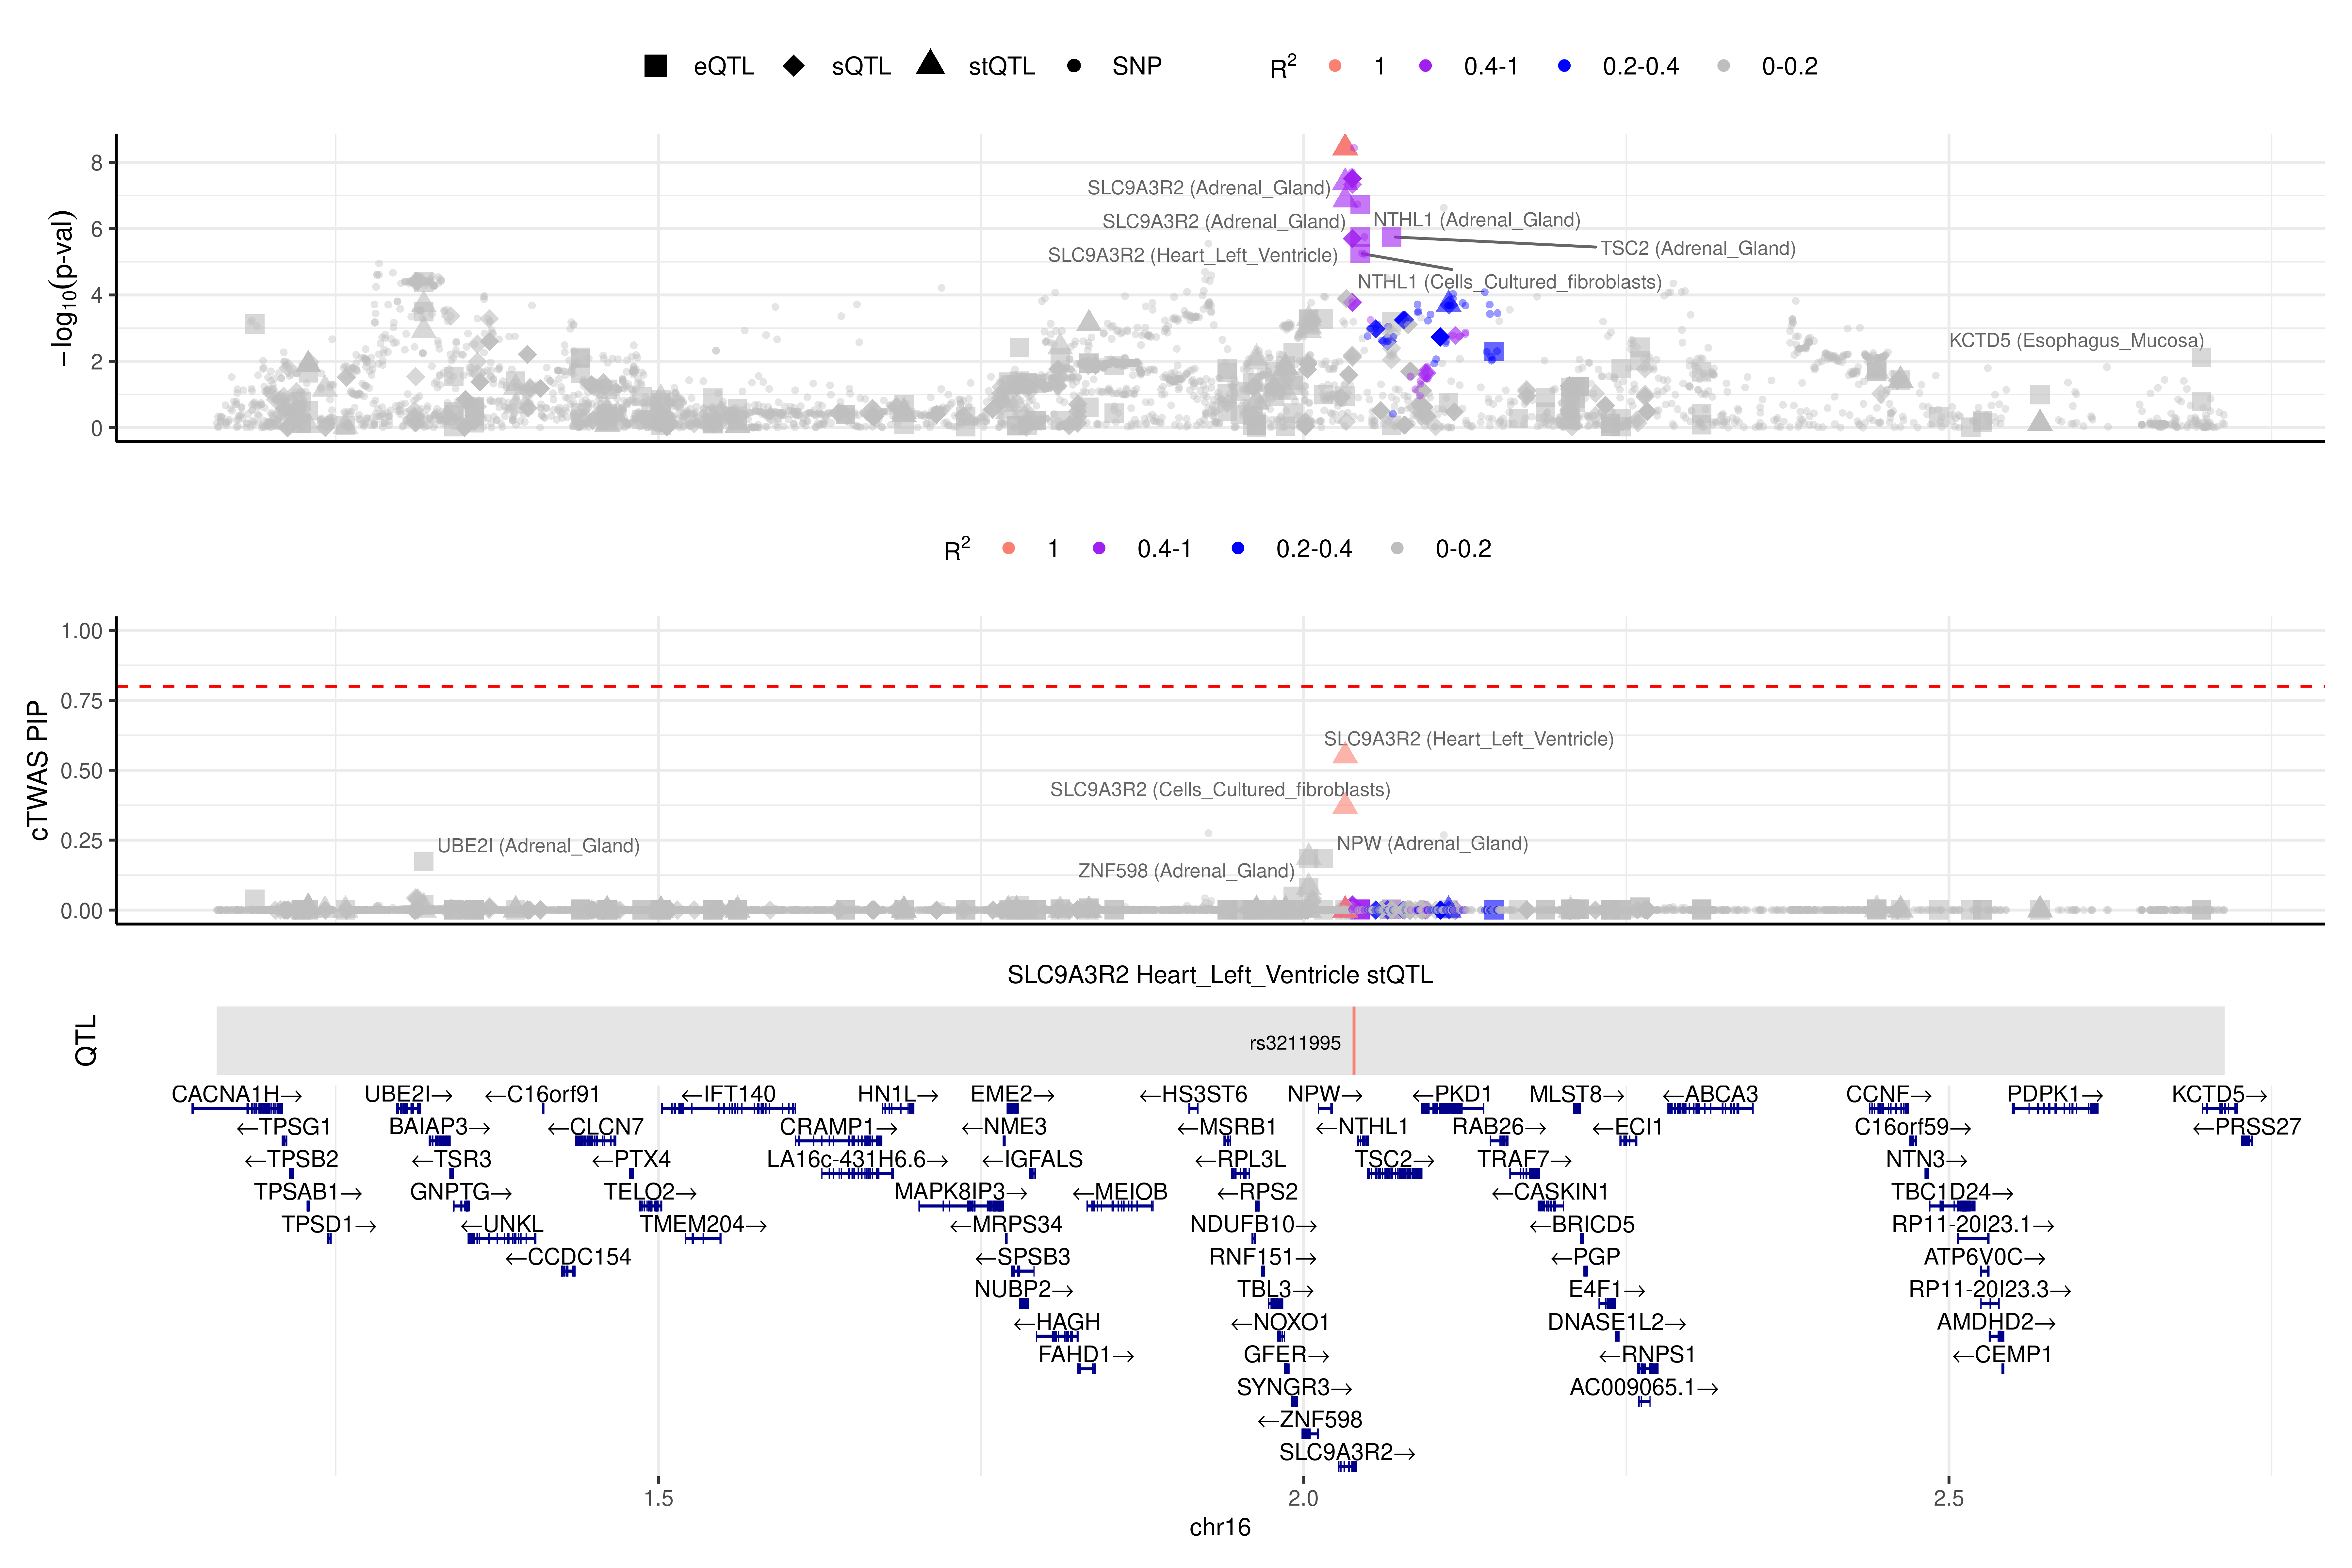 eQTL sQTL stQTL SNP R2 1 0.4-1 0.2-0.4 0-0.2
−log10(p-val)
8
6
4
2
0
SLC9A3R2 (Adrenal_Gland)
SLC9A3R2 (Adrenal_Gland)
NTHL1 (Adrenal_Gland)
TSC2 (Adrenal_Gland)
SLC9A3R2 (Heart_Left_Ventricle)
NTHL1 (Cells_Cultured_fibroblasts)
KCTD5 (Esophagus_Mucosa)
R2 1 0.4-1 0.2-0.4 0-0.2
cTWAS PIP
1.00
0.75
0.50
0.25
0.00
SLC9A3R2 (Heart_Left_Ventricle)
SLC9A3R2 (Cells_Cultured_fibroblasts)
UBE2I (Adrenal_Gland)
NPW (Adrenal_Gland)
ZNF598 (Adrenal_Gland)
SLC9A3R2 Heart_Left_Ventricle stQTL
QTL
rs3211995
CACNA1H→ UBE2I→ ←C16orf91 ←IFT140 HN1L→ EME2→ ←HS3ST6 NPW→ ←PKD1 MLST8→ ←ABCA3 CCNF→ PDPK1→ KCTD5→
←TPSG1 BAIAP3→ ←CLCN7 CRAMP1→ ←NME3 ←MSRB1 ←NTHL1 RAB26→ ←ECI1 C16orf59→ ←PRSS27
←TPSB2 ←TSR3 ←PTX4 LA16c-431H6.6→ ←IGFALS ←RPL3L TSC2→ TRAF7→ NTN3→
TPSAB1→ GNPTG→ TELO2→ MAPK8IP3→ ←MEIOB ←RPS2 ←CASKIN1 TBC1D24→
TPSD1→ ←UNKL TMEM204→ ←MRPS34 NDUFB10→ ←BRICD5 RP11-20I23.1→
←CCDC154 ←SPSB3 RNF151→ ←PGP ATP6V0C→
NUBP2→ TBL3→ E4F1→ RP11-20I23.3→
←HAGH ←NOXO1 DNASE1L2→ AMDHD2→
FAHD1→ GFER→ ←RNPS1 ←CEMP1
SYNGR3→ AC009065.1→
←ZNF598
SLC9A3R2→
1.5 2.0 2.5
chr16